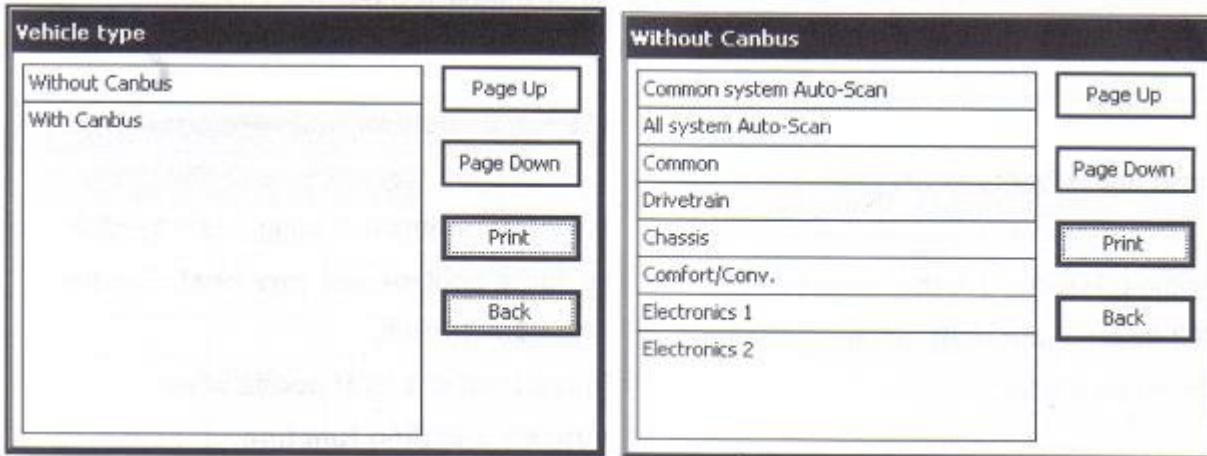 Vehicle type
Without Canbus
With Canbus
Page Up
Page Down
Print
Back
Without Canbus
Common system Auto-Scan
All system Auto-Scan
Common
Drivetrain
Chassis
Comfort/Conv.
Electronics 1
Electronics 2
Page Up
Page Down
Print
Back